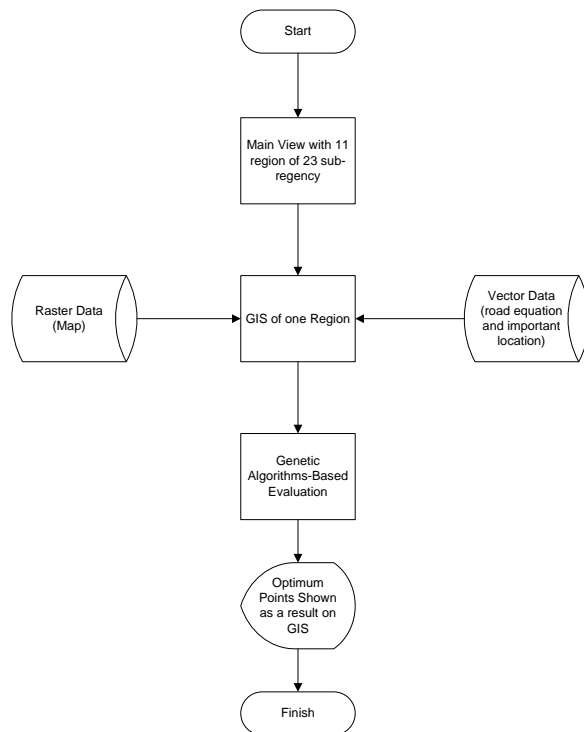 Start
Main View with 11
region of 23 sub-
regency
Raster Data
(Map)
GIS of one Region
Vector Data
(road equation
and important
location)
Genetic
Algorithms-Based
Evaluation
Optimum
Points Shown
as a result on
GIS
Finish